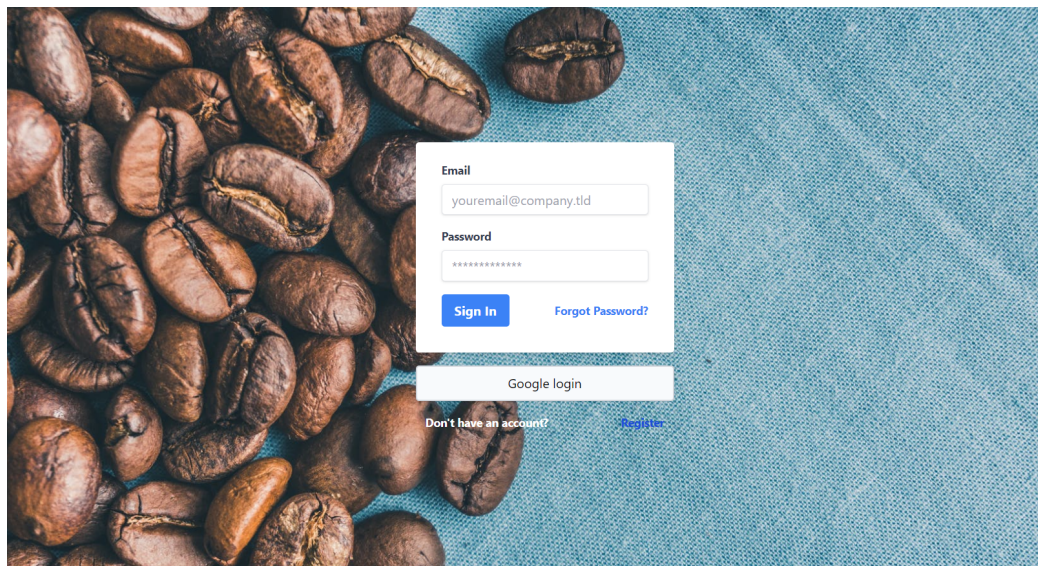 Email
youremail@company.tld
Password
*************
Sign In Forgot Password?
Google login
Don't have an account? Register